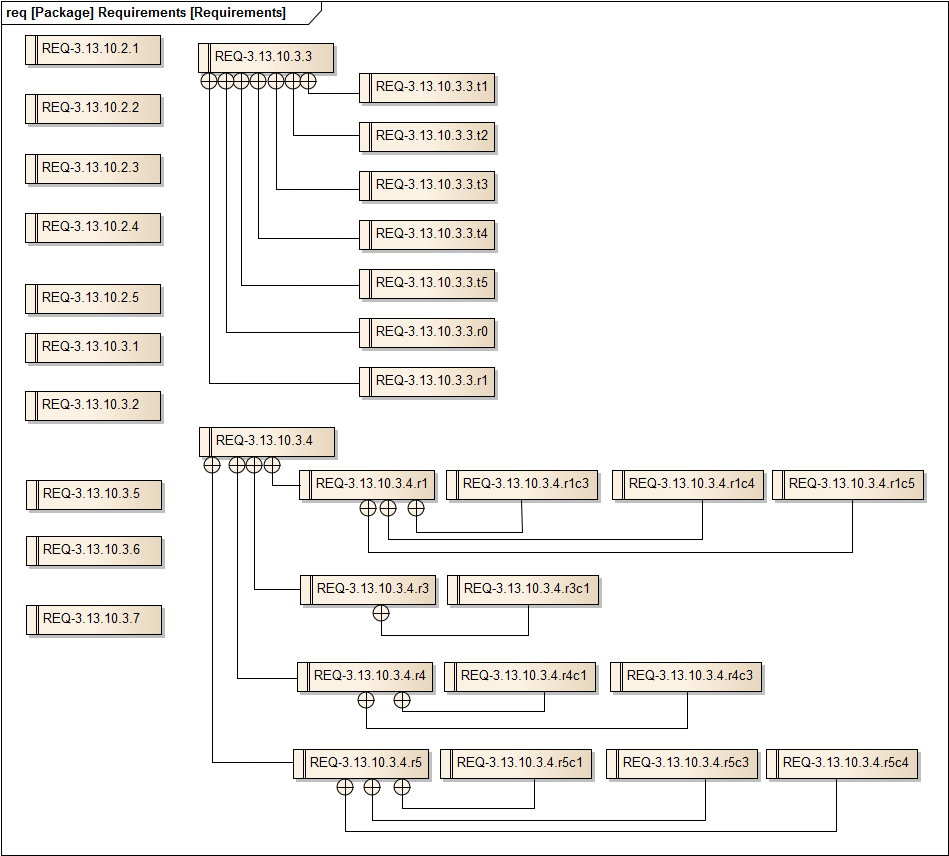 req [Package] Requirements [Requirements]
REQ-3.13.10.2.1
REQ-3.13.10.2.2
REQ-3.13.10.2.3
REQ-3.13.10.2.4
REQ-3.13.10.2.5
REQ-3.13.10.3.1
REQ-3.13.10.3.2
REQ-3.13.10.3.5
REQ-3.13.10.3.6
REQ-3.13.10.3.7
REQ-3.13.10.3.3
REQ-3.13.10.3.3.t1
REQ-3.13.10.3.3.t2
REQ-3.13.10.3.3.t3
REQ-3.13.10.3.3.t4
REQ-3.13.10.3.3.t5
REQ-3.13.10.3.3.r0
REQ-3.13.10.3.3.r1
REQ-3.13.10.3.4
REQ-3.13.10.3.4.r1
REQ-3.13.10.3.4.r1c3
REQ-3.13.10.3.4.r1c4
REQ-3.13.10.3.4.r1c5
REQ-3.13.10.3.4.r3
REQ-3.13.10.3.4.r3c1
REQ-3.13.10.3.4.r4
REQ-3.13.10.3.4.r4c1
REQ-3.13.10.3.4.r4c3
REQ-3.13.10.3.4.r5
REQ-3.13.10.3.4.r5c1
REQ-3.13.10.3.4.r5c3
REQ-3.13.10.3.4.r5c4